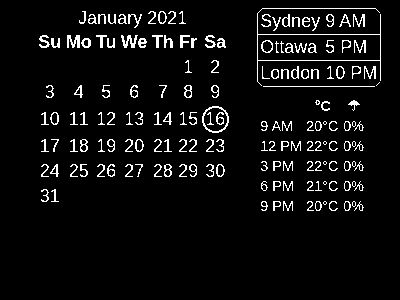 January 2021
Su Mo Tu We Th Fr Sa
1 2
3 4 5 6 7 8 9
10 11 12 13 14 15 16
17 18 19 20 21 22 23
24 25 26 27 28 29 30
31
Sydney 9 AM
Ottawa 5 PM
London 10 PM
°C ☂
9 AM 20°C 0%
12 PM 22°C 0%
3 PM 22°C 0%
6 PM 21°C 0%
9 PM 20°C 0%